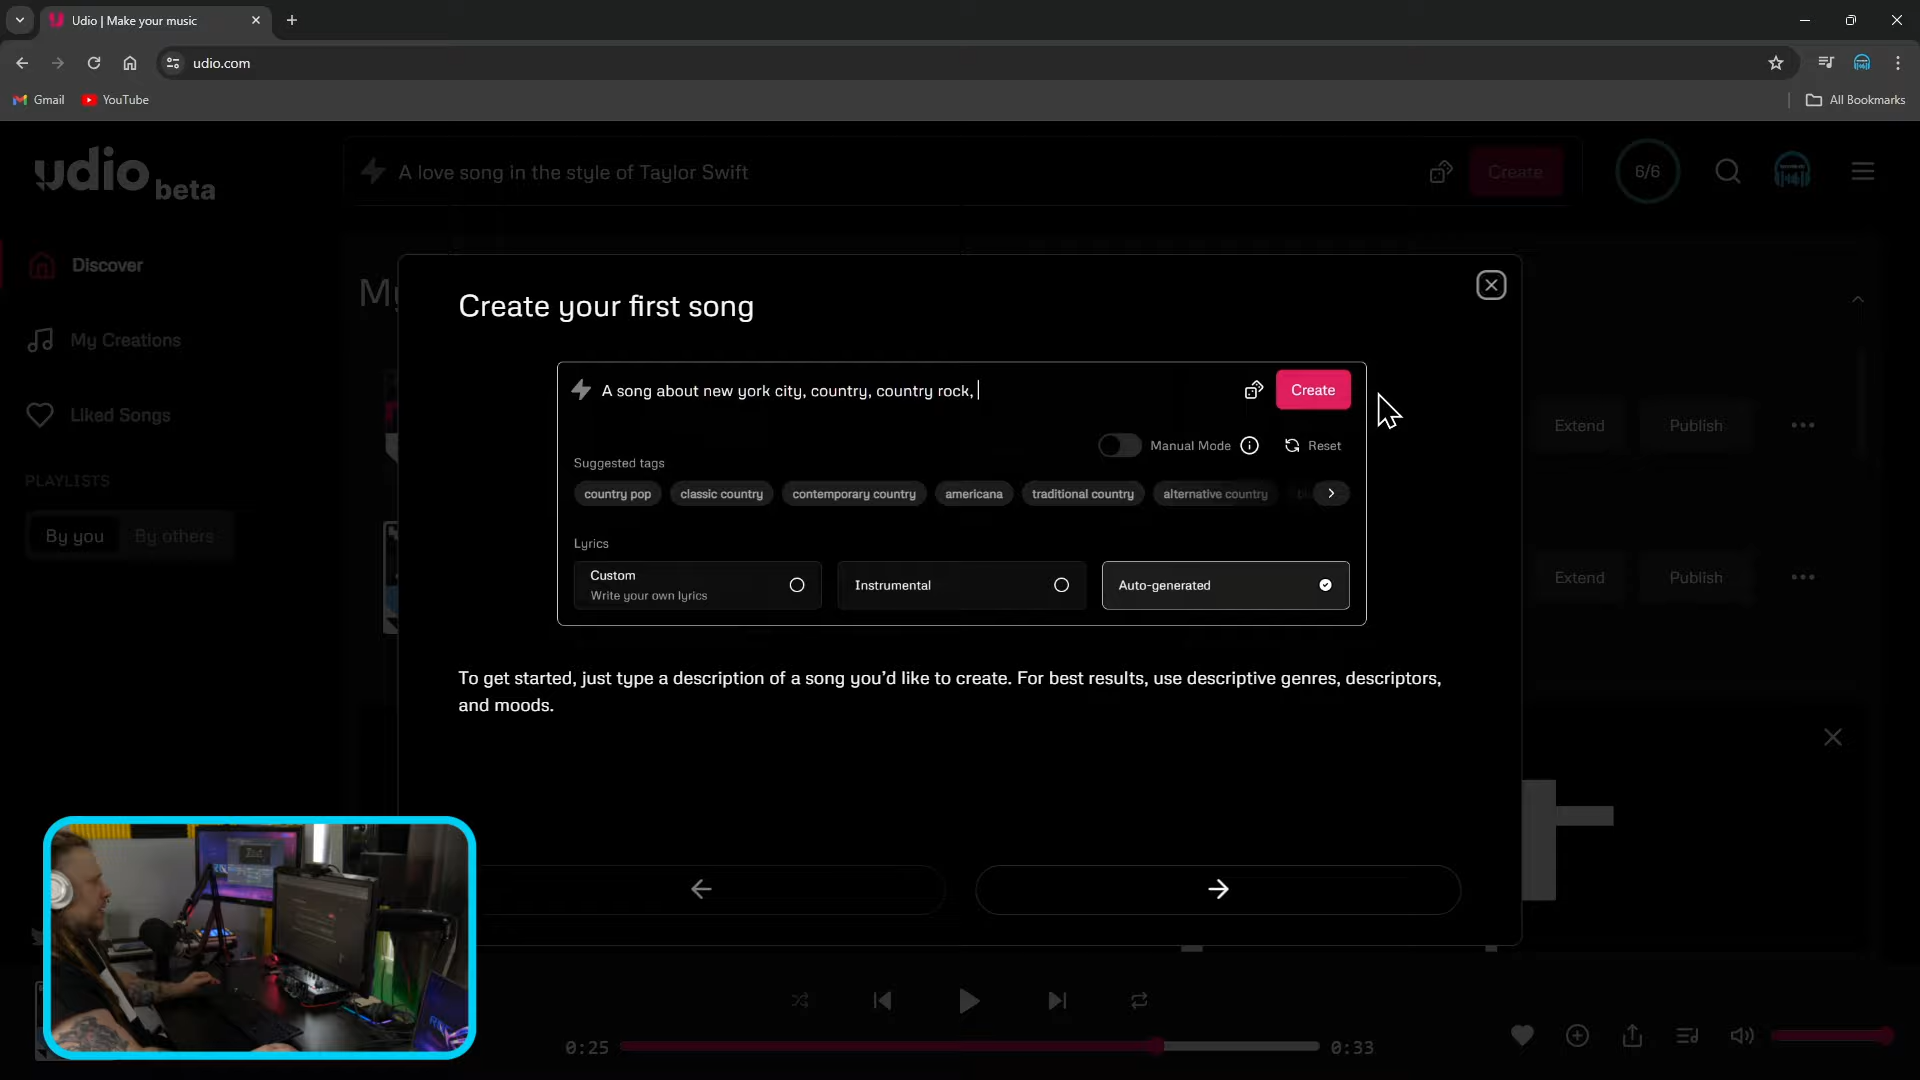 Udio | Make your music
udio.com
Gmail
YouTube
All Bookmarks
udio beta
A love song in the style of Taylor Swift
Create
6/6
Discover
My Creations
Liked Songs
PLAYLISTS
By you
By others
My
Create your first song
A song about new york city, country, country rock,
Create
Manual Mode
Reset
Suggested tags
country pop
classic country
contemporary country
americana
traditional country
alternative country
Lyrics
Custom
Write your own lyrics
Instrumental
Auto-generated
To get started, just type a description of a song you'd like to create. For best results, use descriptive genres, descriptors,
and moods.
Extend
Publish
Extend
Publish
0:25
0:33